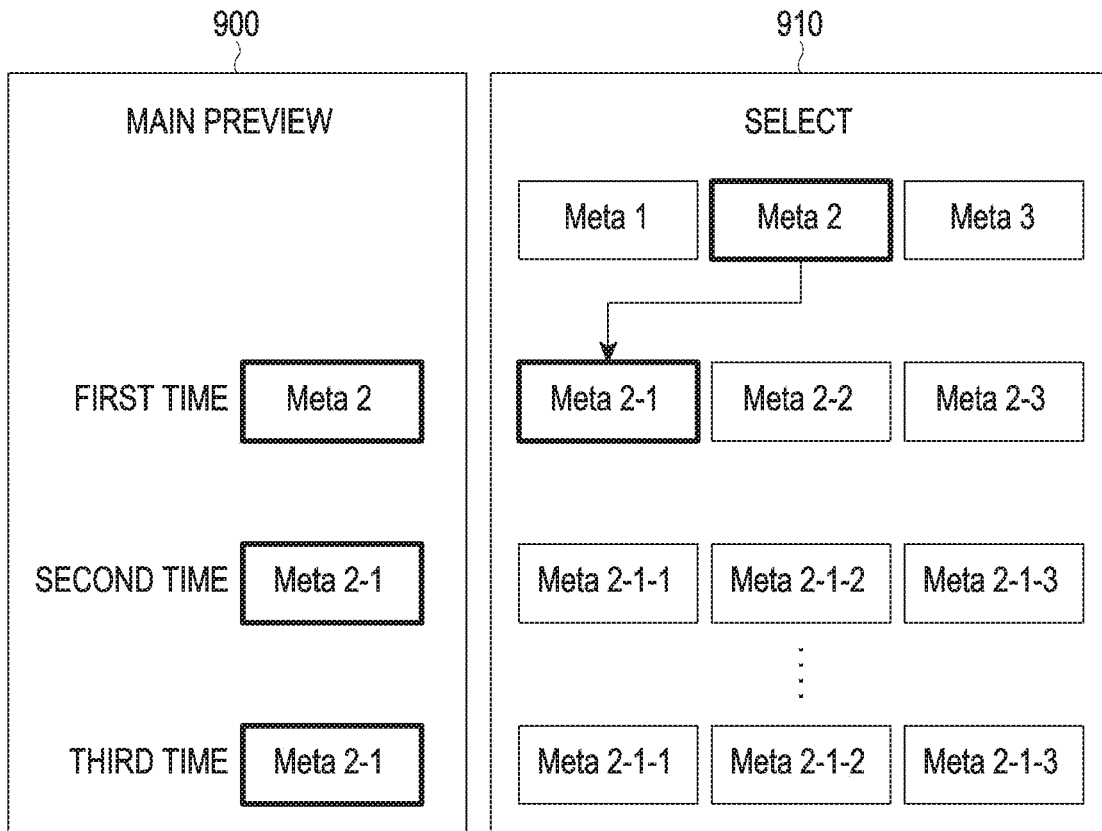 900 910
MAIN PREVIEW SELECT
Meta 1 Meta 2 Meta 3
FIRST TIME Meta 2 Meta 2-1 Meta 2-2 Meta 2-3
SECOND TIME Meta 2-1 Meta 2-1-1 Meta 2-1-2 Meta 2-1-3
THIRD TIME Meta 2-1 Meta 2-1-1 Meta 2-1-2 Meta 2-1-3